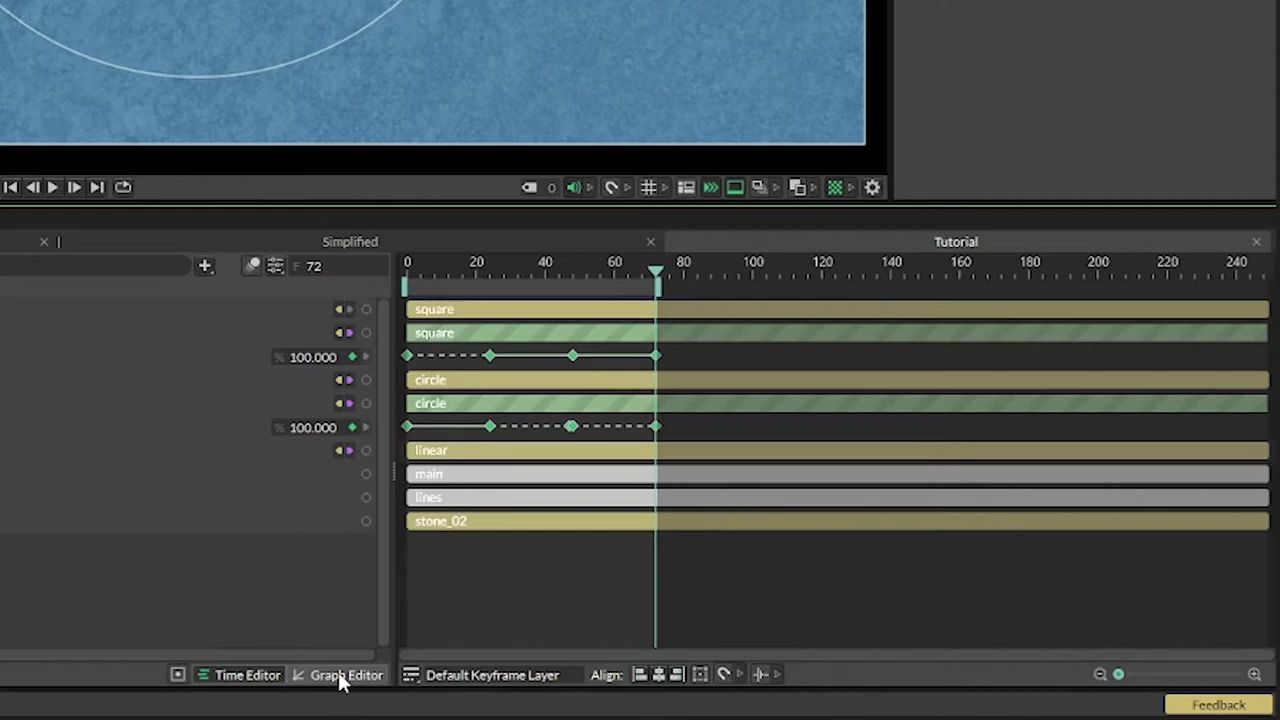 0
Simplified
Tutorial
F 72
0 20 40 60 80 100 120 140 160 180 200 220 240
square
square
% 100.000
circle
circle
% 100.000
linear
main
lines
stone_02
Time Editor Graph Editor Default Keyframe Layer Align:
Feedback